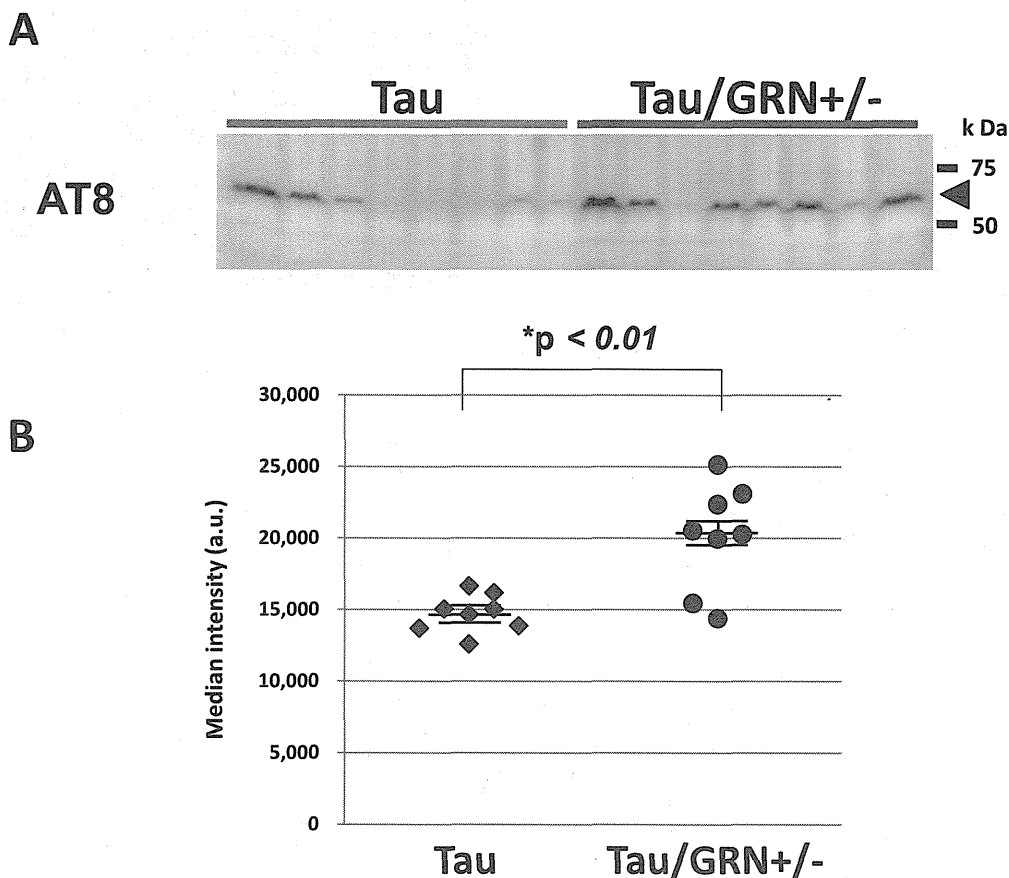 A
Tau
Tau/GRN+/-
k Da
75
AT8
50
*p < 0.01
B
30,000
25,000
20,000
15,000
10,000
5,000
0
Median intensity (a.u.)
Tau
Tau/GRN+/-